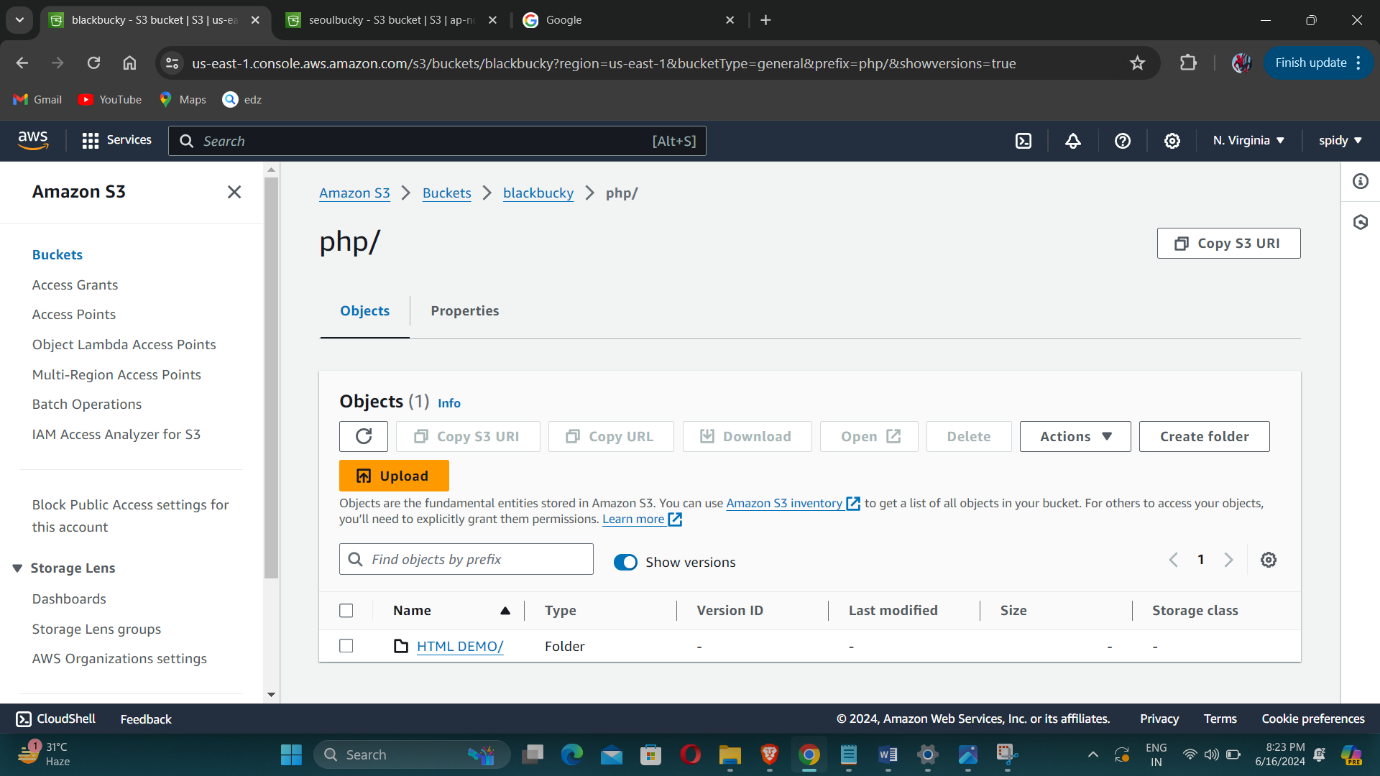 blackbucky - S3 bucket | S3 | us-ea
seoulbucky - S3 bucket | S3 | ap-no
Google
us-east-1.console.aws.amazon.com/s3/buckets/blackbucky?region=us-east-1&bucketType=general&prefix=php/&showversions=true
Finish update
Gmail YouTube Maps edz
aws Services Search [Alt+S] N. Virginia spidy
Amazon S3
Buckets
Access Grants
Access Points
Object Lambda Access Points
Multi-Region Access Points
Batch Operations
IAM Access Analyzer for S3
Block Public Access settings for
this account
Storage Lens
Dashboards
Storage Lens groups
AWS Organizations settings
Amazon S3 Buckets blackbucky php/
php/
Copy S3 URI
Objects Properties
Objects (1) Info
Copy S3 URI Copy URL Download Open Delete Actions Create folder
Upload
Objects are the fundamental entities stored in Amazon S3. You can use Amazon S3 inventory to get a list of all objects in your bucket. For others to access your objects,
you'll need to explicitly grant them permissions. Learn more
Find objects by prefix Show versions 1
Name Type Version ID Last modified Size Storage class
HTML DEMO/ Folder - - - -
CloudShell Feedback © 2024, Amazon Web Services, Inc. or its affiliates. Privacy Terms Cookie preferences
1 31°C
Haze
Search
ENG
IN
8:23 PM
6/16/2024
PRE